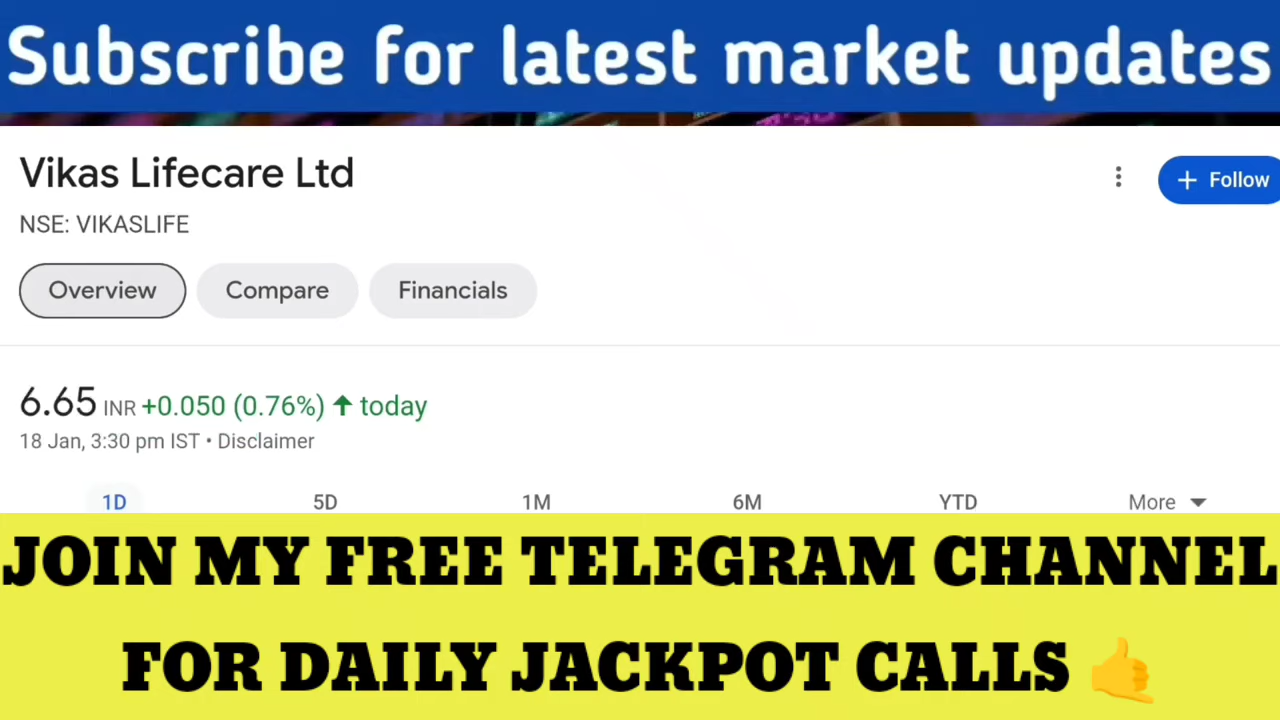 Subscribe for latest market updates
Vikas Lifecare Ltd
+ Follow
NSE: VIKASLIFE
Overview Compare Financials
6.65 INR +0.050 (0.76%) ↑ today
18 Jan, 3:30 pm IST • Disclaimer
1D 5D 1M 6M YTD More
JOIN MY FREE TELEGRAM CHANNEL
FOR DAILY JACKPOT CALLS 🤙